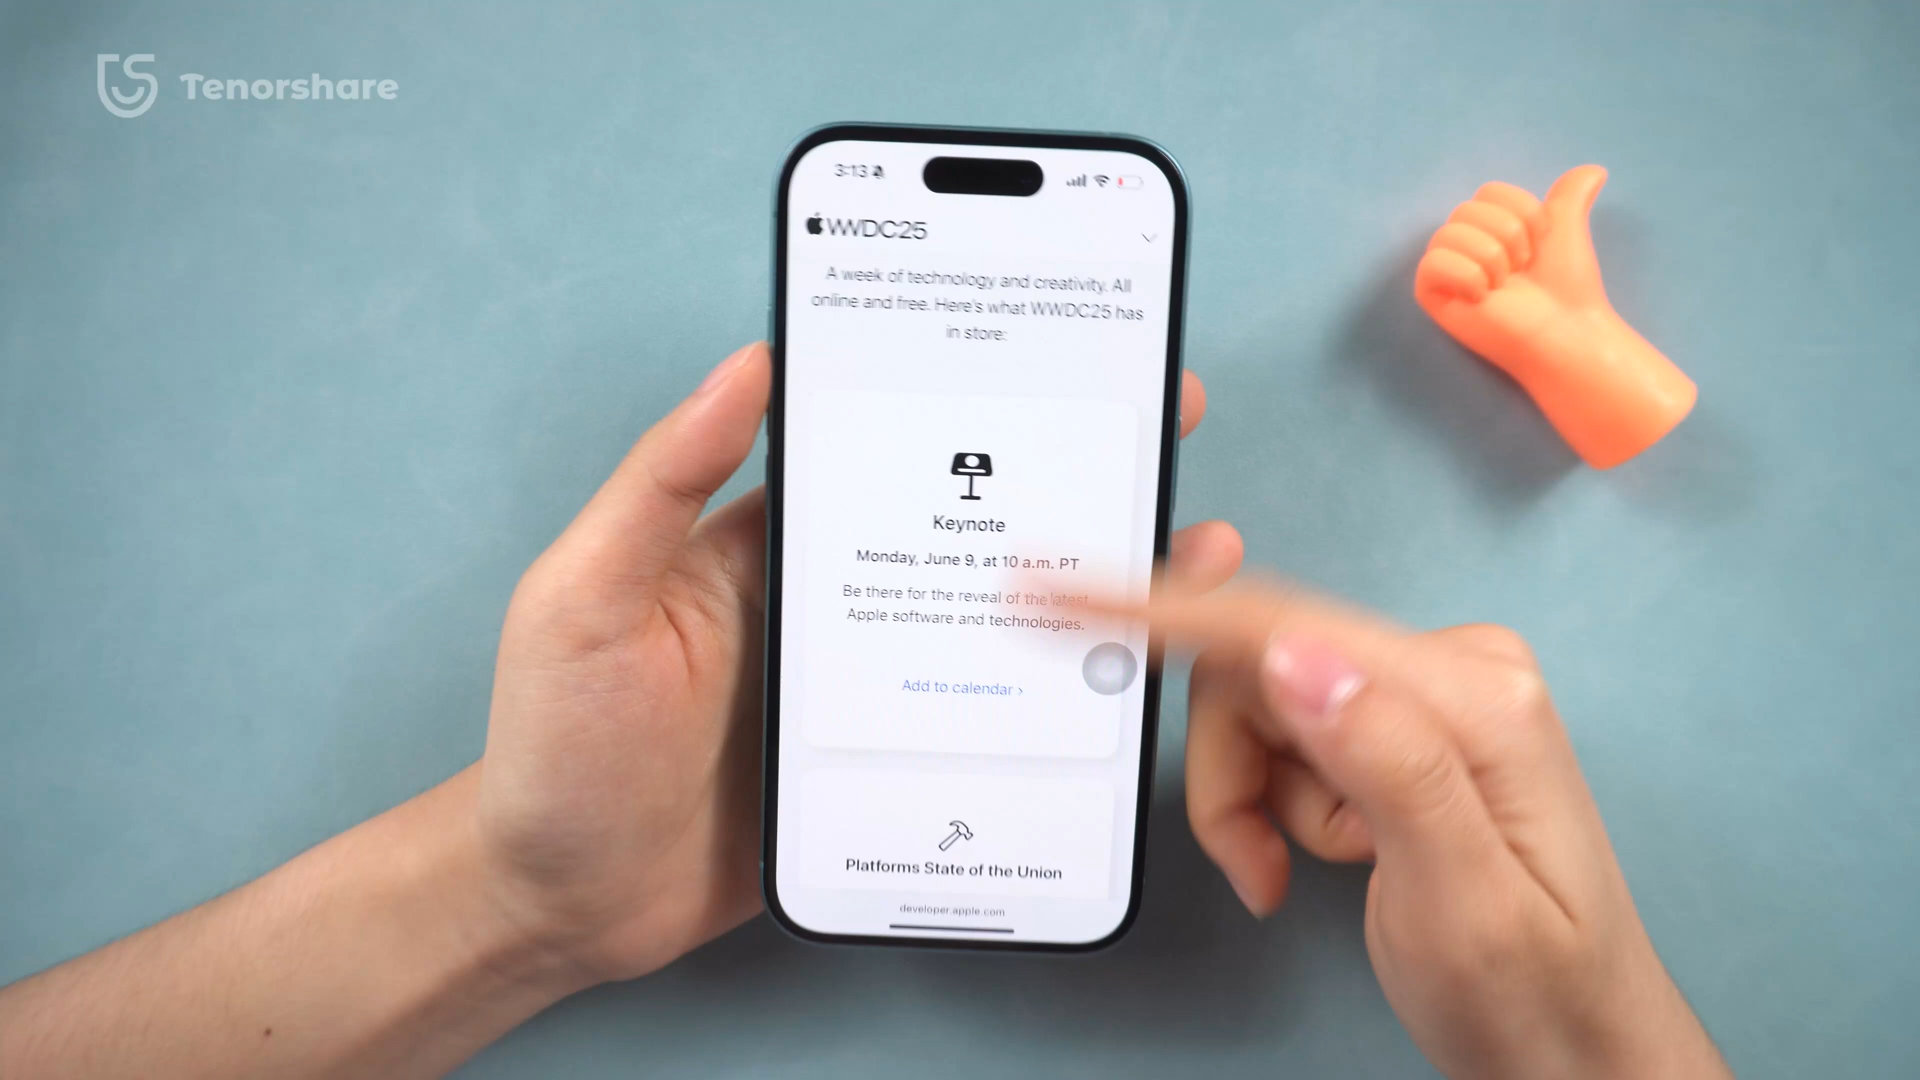 Tenorshare
3:13
WWDC25
A week of technology and creativity. All
online and free. Here's what WWDC25 has
in store:
Keynote
Monday, June 9, at 10 a.m. PT
Be there for the reveal of the latest
Apple software and technologies.
Add to calendar ›
Platforms State of the Union
developer.apple.com